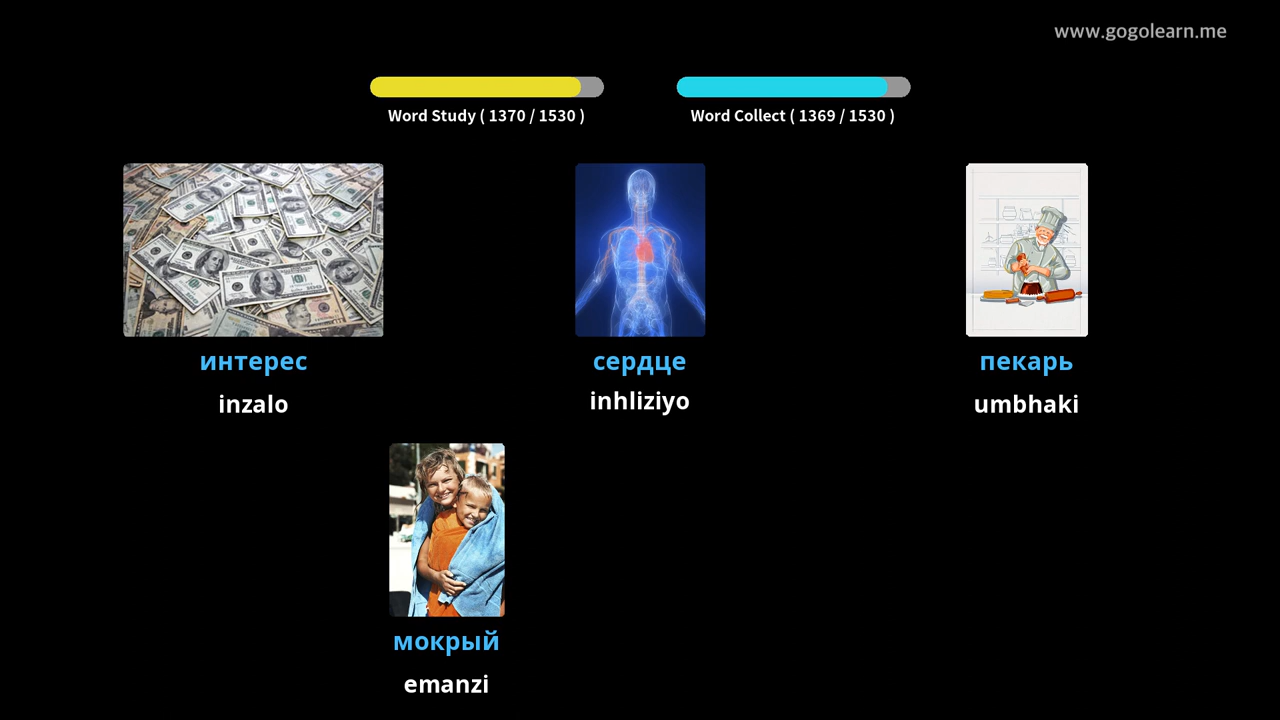 www.gogolearn.me
Word Study ( 1370 / 1530 )
Word Collect ( 1369 / 1530 )
интерес
сердце
пекарь
inzalo
inhliziyo
umbhaki
мокрый
emanzi